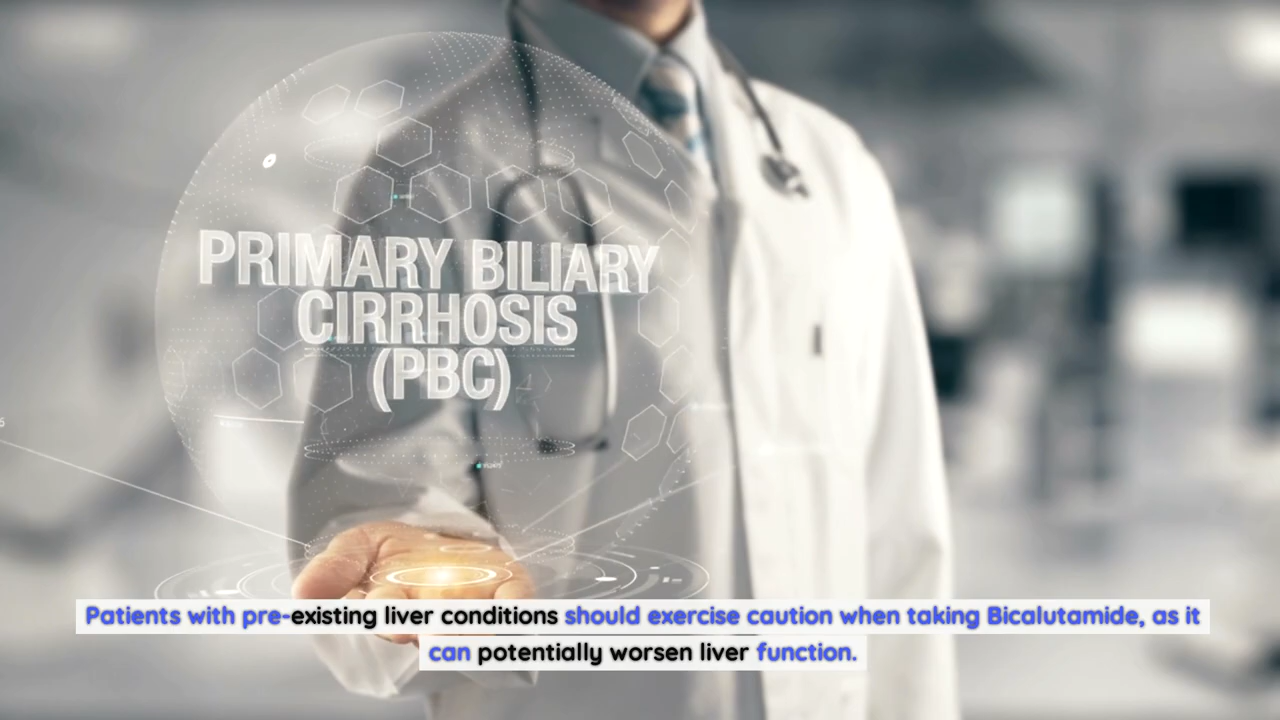 PRIMARY BILIARY
CIRRHOSIS
(PBC)
Patients with pre-existing liver conditions should exercise caution when taking Bicalutamide, as it
can potentially worsen liver function.